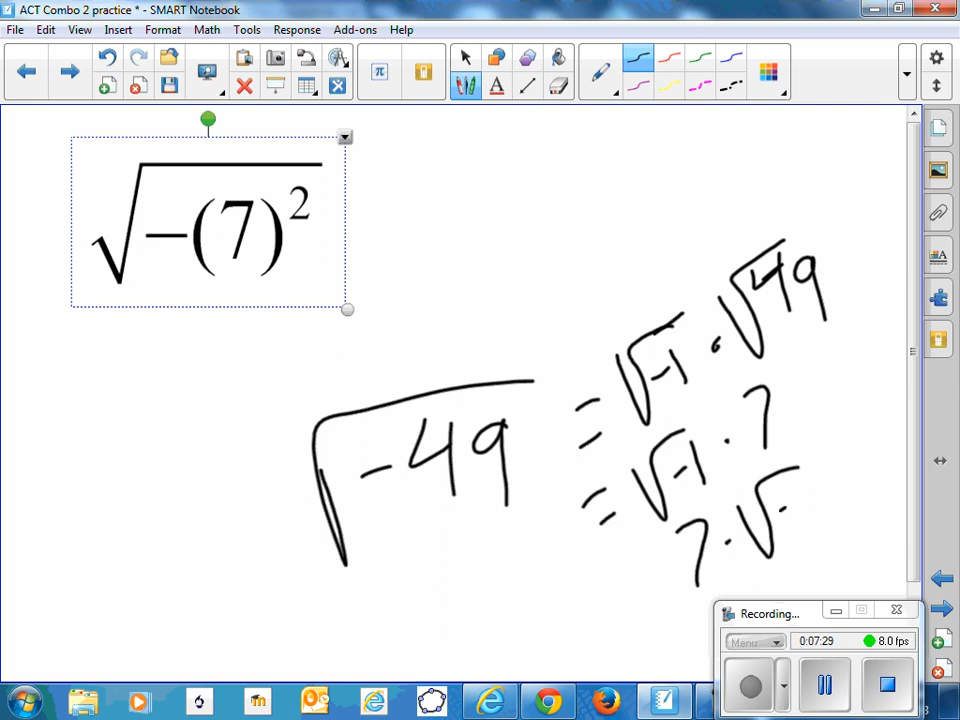 ACT Combo 2 practice * - SMART Notebook
File Edit View Insert Format Math Tools Response Add-ons Help
√-(7)²
√-49 = √-1 · √49
= √-1 · 7
7 · √-
Recording...
Menu 0:07:29 8.0 fps